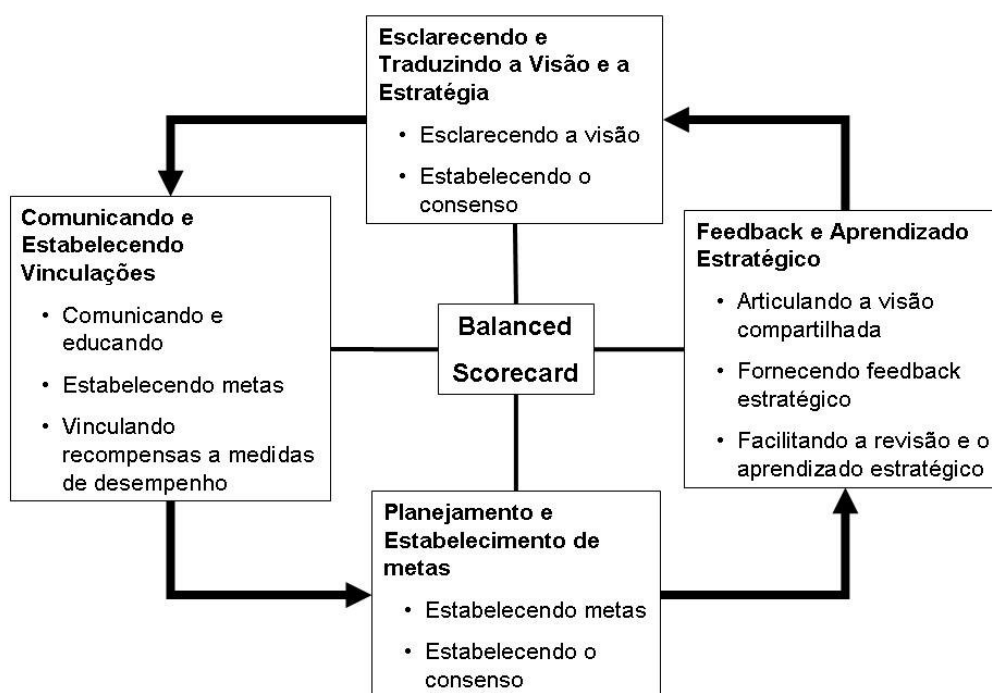 Esclarecendo e
Traduzindo a Visão e a
Estratégia
• Esclarecendo a visão
• Estabelecendo o
consenso
Comunicando e
Estabelecendo
Vinculações
• Comunicando e
educando
• Estabelecendo metas
• Vinculando
recompensas a medidas
de desempenho
Balanced
Scorecard
Feedback e Aprendizado
Estratégico
• Articulando a visão
compartilhada
• Fornecendo feedback
estratégico
• Facilitando a revisão e o
aprendizado estratégico
Planejamento e
Estabelecimento de
metas
• Estabelecendo metas
• Estabelecendo o
consenso